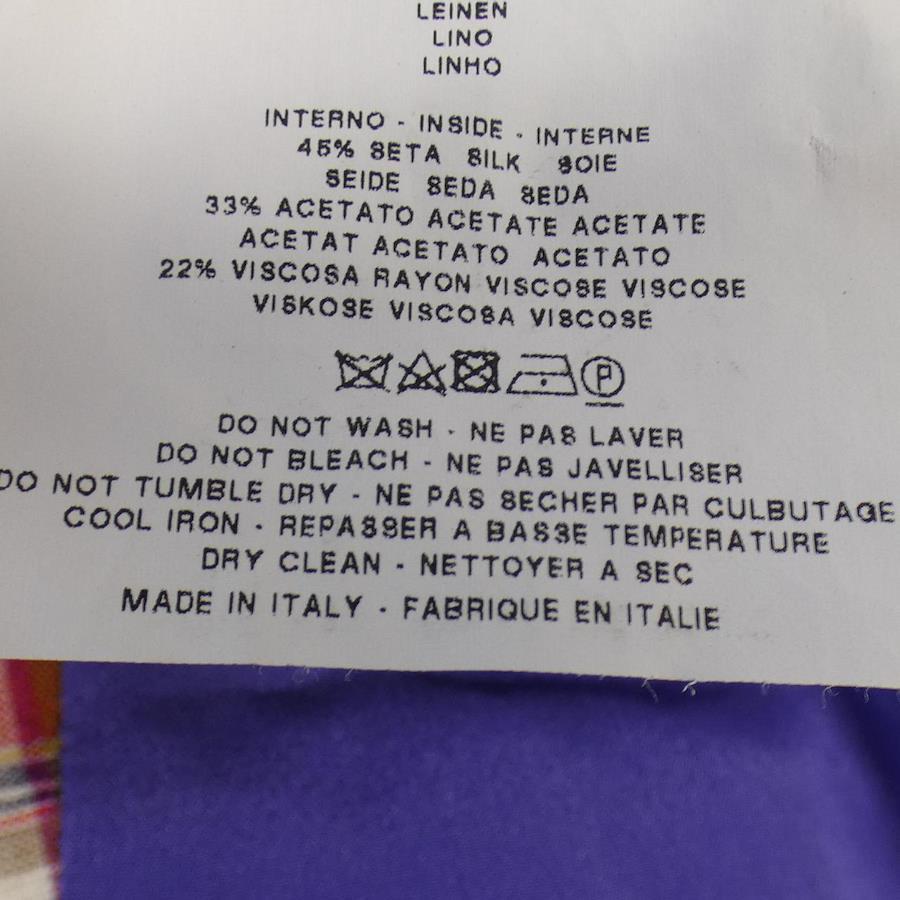 LEINEN
LINO
LINHO
INTERNO - INSIDE - INTERNE
45% SETA SILK SOIE
SEIDE SEDA SEDA
33% ACETATO ACETATE ACETATE
ACETAT ACETATO ACETATO
22% VISCOSA RAYON VISCOSE VISCOSE
VISKOSE VISCOSA VISCOSE
P
DO NOT WASH - NE PAS LAVER
DO NOT BLEACH - NE PAS JAVELLISER
DO NOT TUMBLE DRY - NE PAS SECHER PAR CULBUTAGE
COOL IRON - REPASSER A BASSE TEMPERATURE
DRY CLEAN - NETTOYER A SEC
MADE IN ITALY - FABRIQUE EN ITALIE